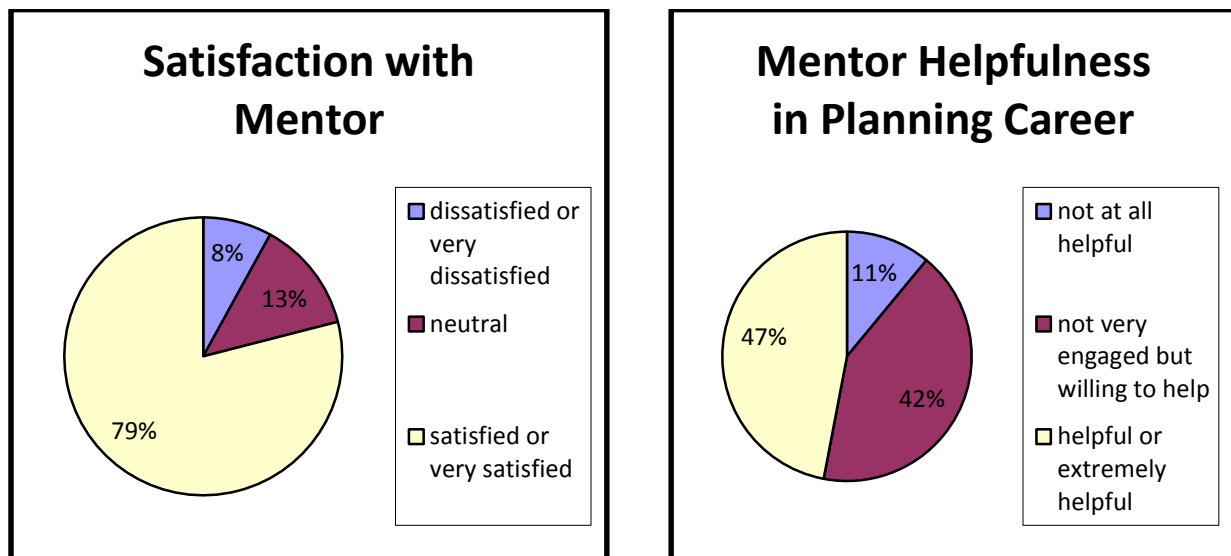 Satisfaction with
Mentor
8%
13%
79%
dissatisfied or
very
dissatisfied
neutral
satisfied or
very satisfied
Mentor Helpfulness
in Planning Career
11%
47%
42%
not at all
helpful
not very
engaged but
willing to help
helpful or
extremely
helpful